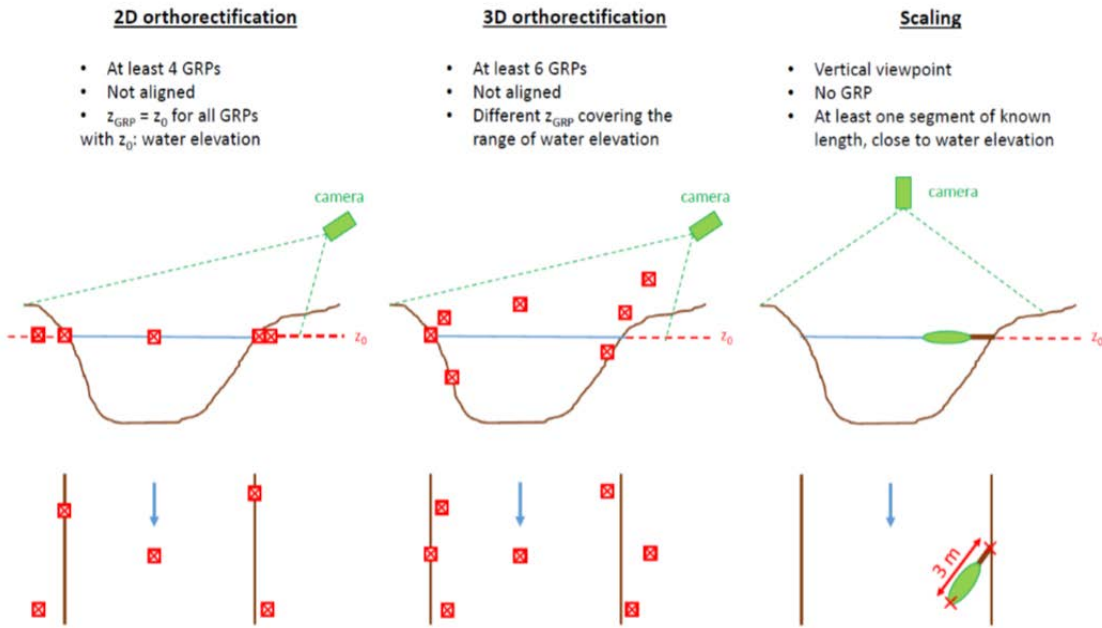 2D orthorectification
• At least 4 GRPs
• Not aligned
• zGRP = z0 for all GRPs
with z0: water elevation
camera
z0
3D orthorectification
• At least 6 GRPs
• Not aligned
• Different zGRP covering the
range of water elevation
camera
z0
Scaling
• Vertical viewpoint
• No GRP
• At least one segment of known
length, close to water elevation
camera
z0
3 m